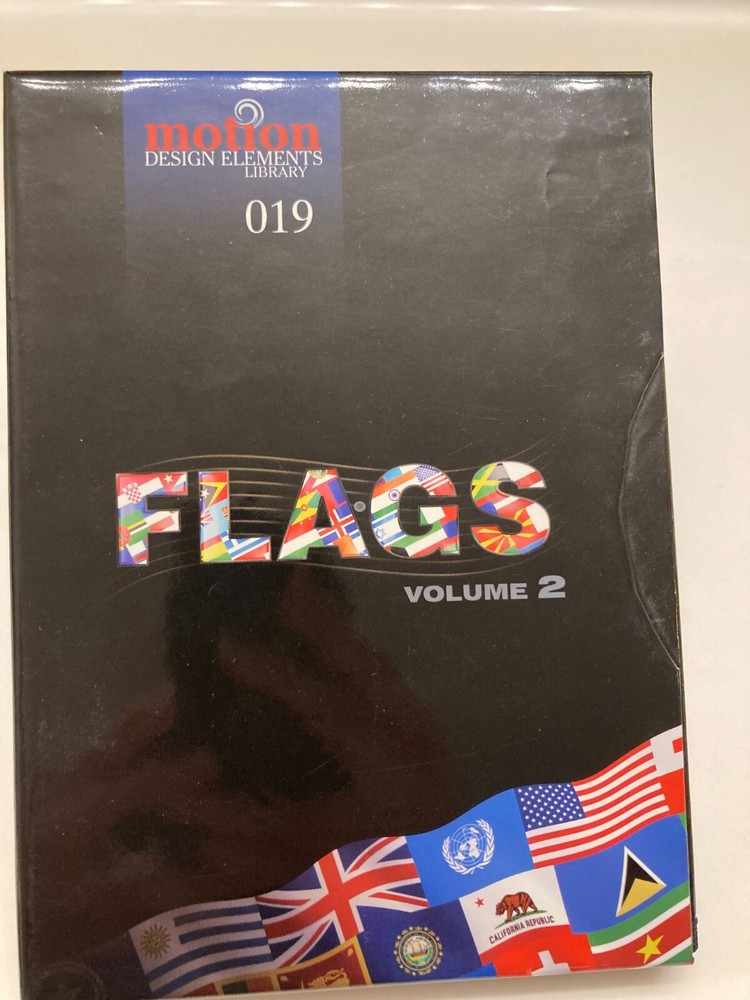 motion
DESIGN ELEMENTS
LIBRARY
019
FLAGS
VOLUME 2
CALIFORNIA REPUBLIC